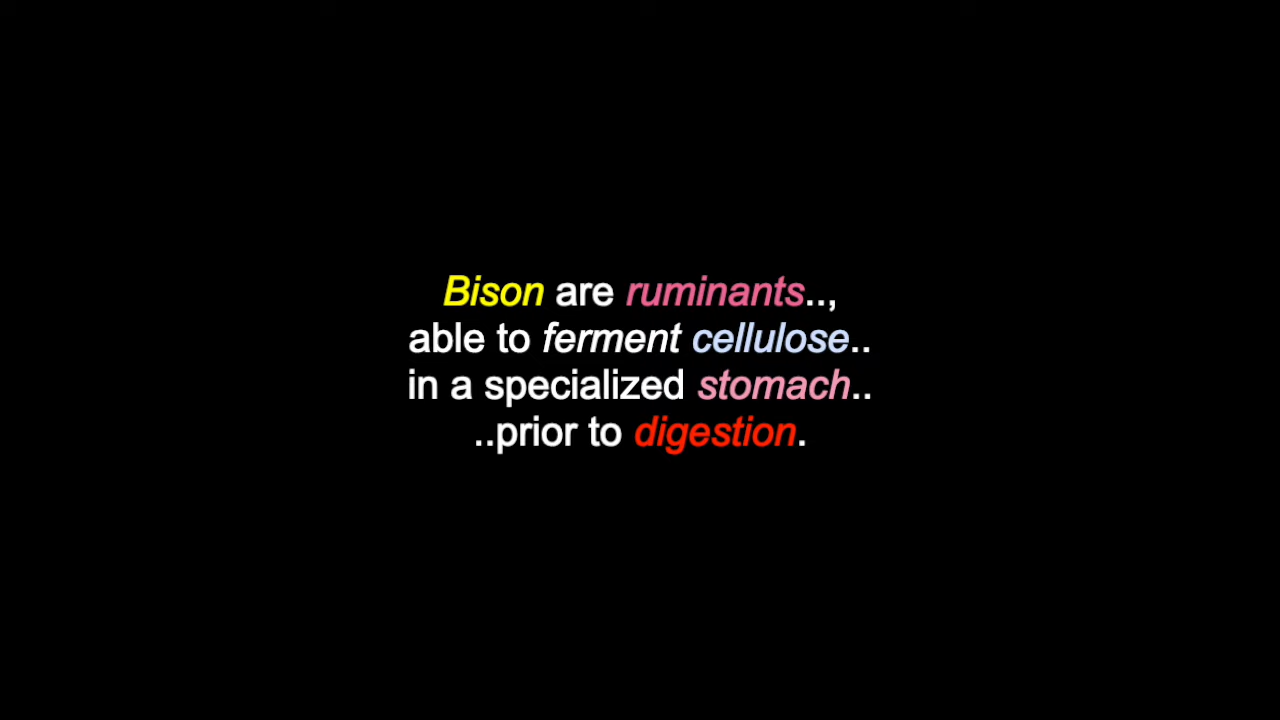 Bison are ruminants..,
able to ferment cellulose..
in a specialized stomach..
..prior to digestion.